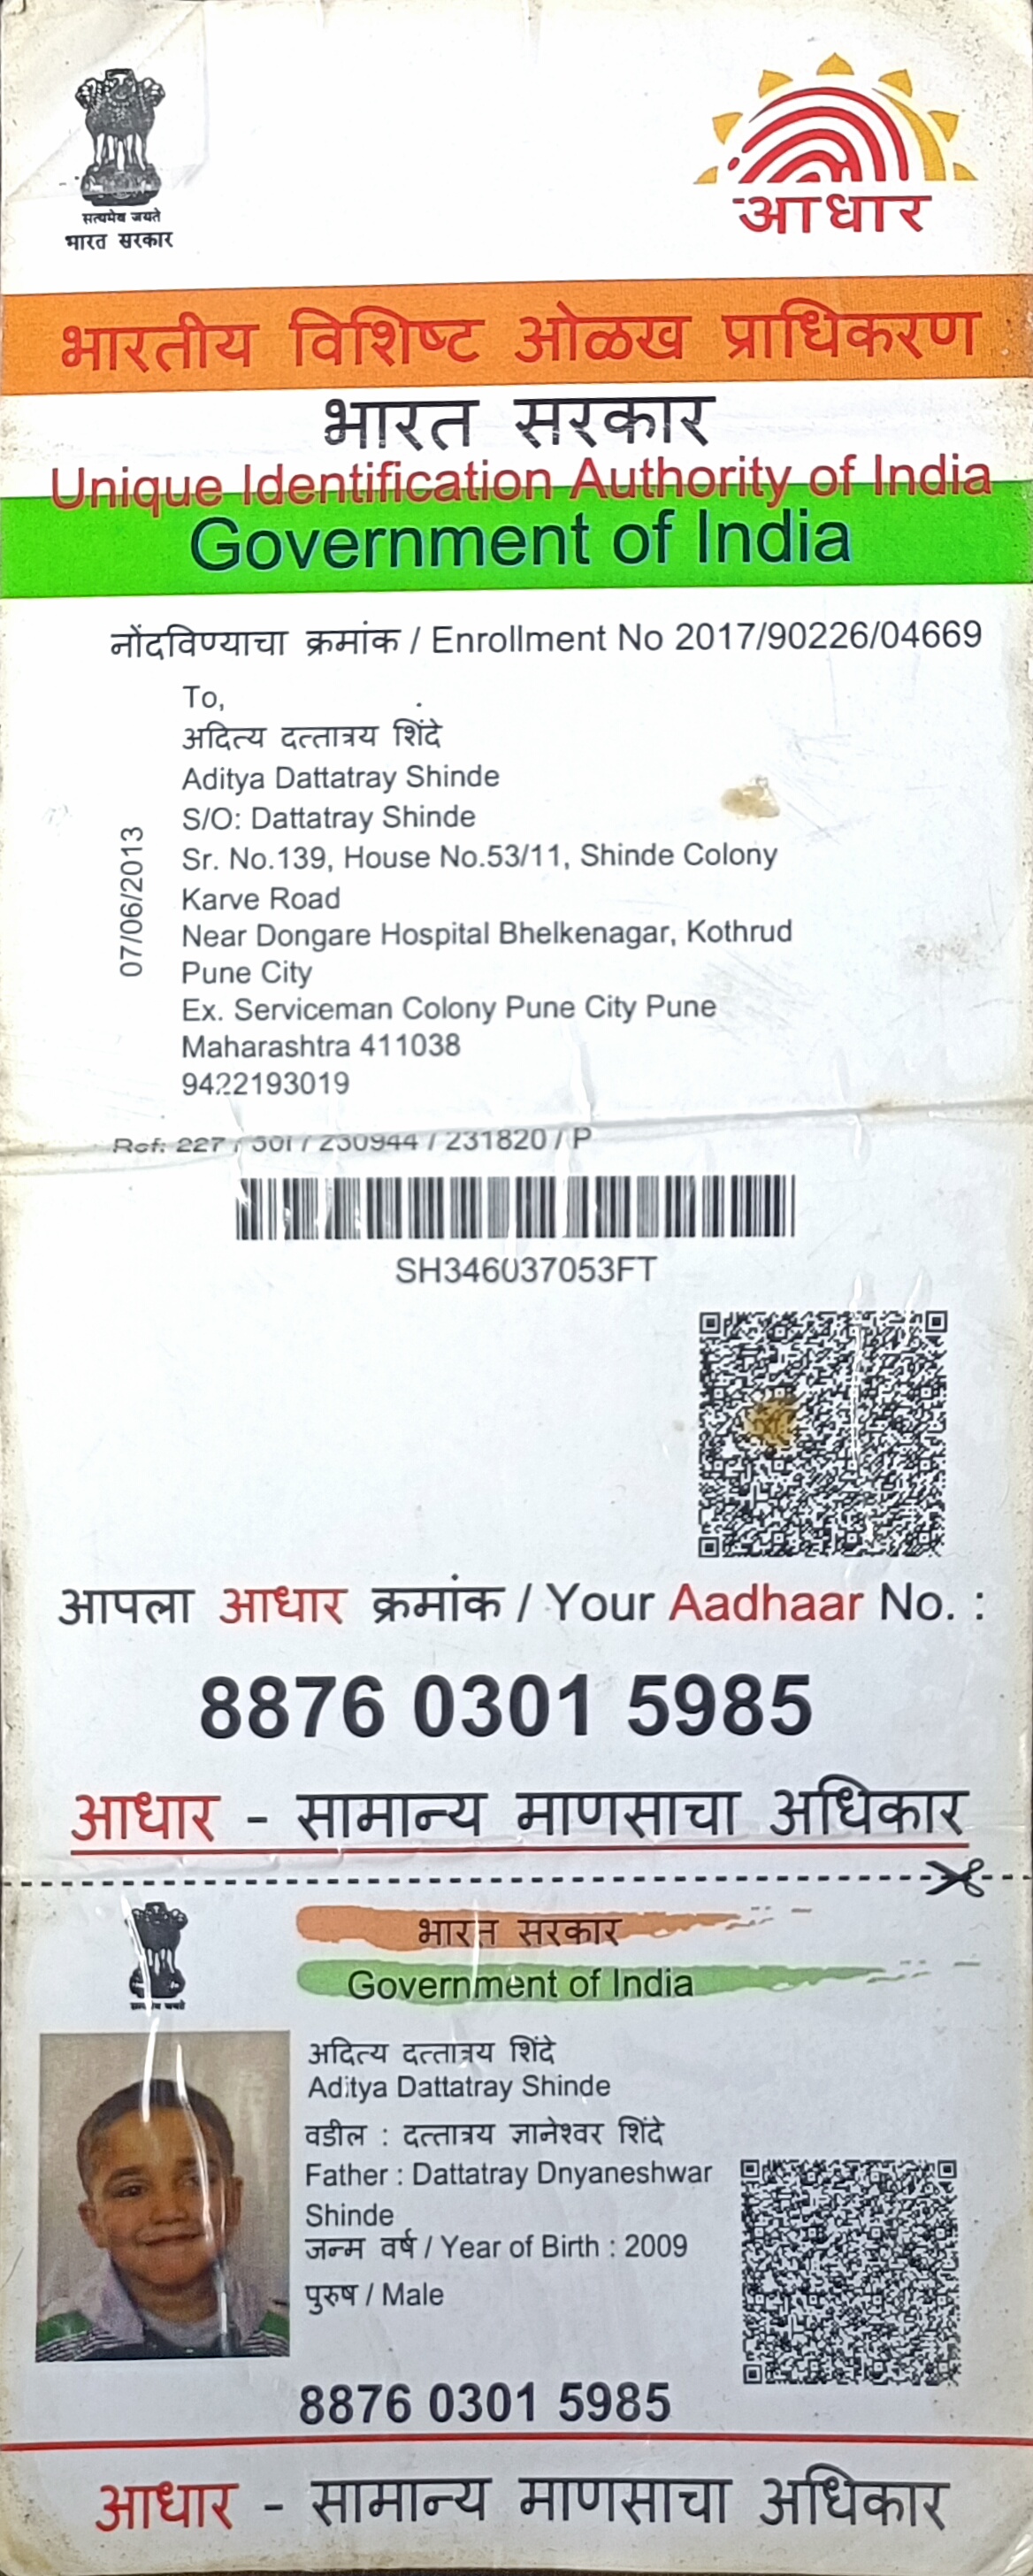 सत्यमेव जयते
भारत सरकार
आधार
भारतीय विशिष्ट ओळख प्राधिकरण
भारत सरकार
Unique Identification Authority of India
Government of India
नोंदविण्याचा क्रमांक / Enrollment No 2017/90226/04669
To,
अदित्य दत्तात्रय शिंदे
Aditya Dattatray Shinde
S/O: Dattatray Shinde
Sr. No.139, House No.53/11, Shinde Colony
Karve Road
Near Dongare Hospital Bhelkenagar, Kothrud
Pune City
Ex. Serviceman Colony Pune City Pune
Maharashtra 411038
9422193019
07/06/2013
Ref: 227 / 301 / 230944 / 231820 / P
SH346037053FT
आपला आधार क्रमांक / Your Aadhaar No. :
8876 0301 5985
आधार - सामान्य माणसाचा अधिकार
भारत सरकार
Government of India
अदित्य दत्तात्रय शिंदे
Aditya Dattatray Shinde
वडील : दत्तात्रय ज्ञानेश्वर शिंदे
Father : Dattatray Dnyaneshwar
Shinde
जन्म वर्ष / Year of Birth : 2009
पुरुष / Male
8876 0301 5985
आधार - सामान्य माणसाचा अधिकार